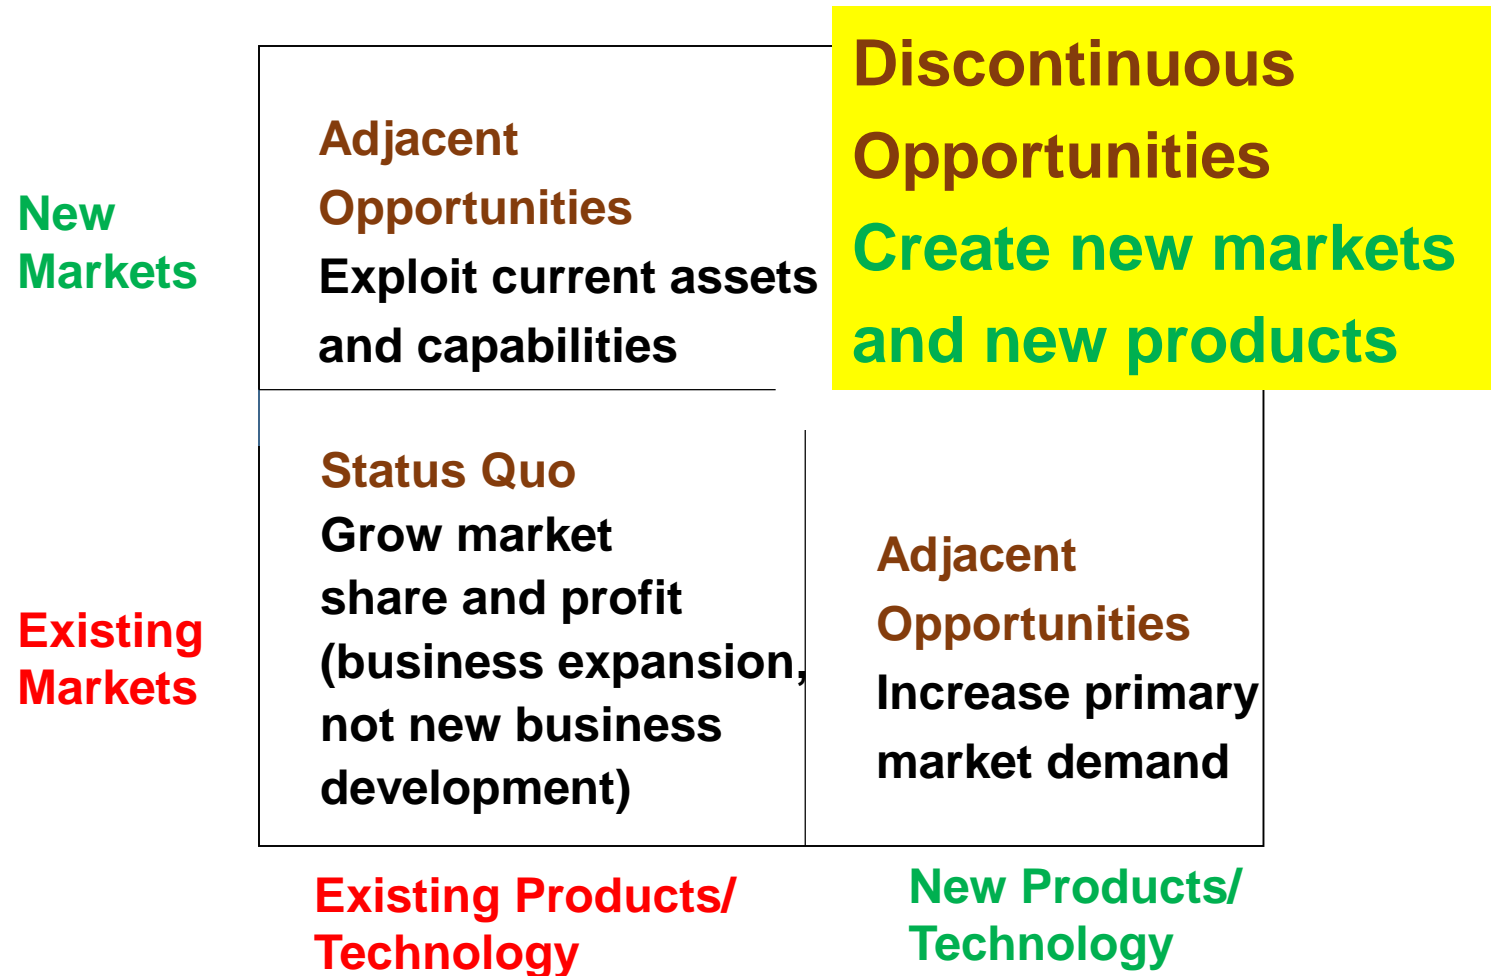 New
Markets
Adjacent
Opportunities
Exploit current assets
and capabilities
Discontinuous
Opportunities
Create new markets
and new products
Existing
Markets
Status Quo
Grow market
share and profit
(business expansion,
not new business
development)
Adjacent
Opportunities
Increase primary
market demand
Existing Products/
Technology
New Products/
Technology